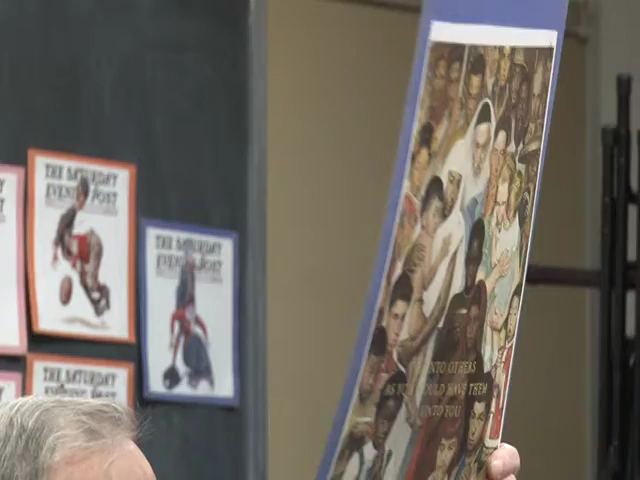 THE SATURDAY
EVENING POST
THE SATURDAY
EVENING POST
THE SATURDAY
UNTO OTHERS
AS YOU WOULD HAVE THEM
UNTO YOU